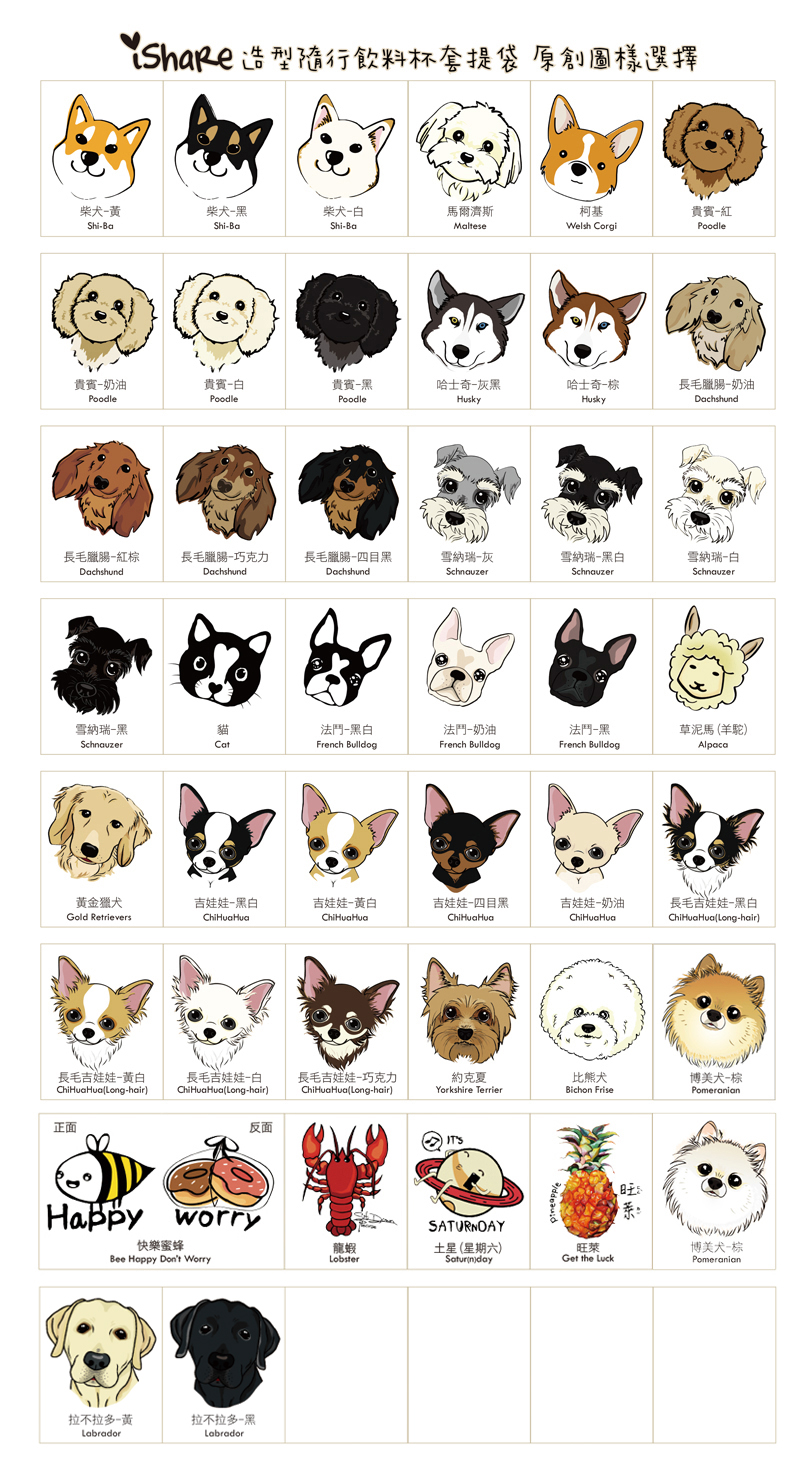 iShare 造型隨行飲料杯套提袋 原創圖樣選擇
柴犬-黃
Shi-Ba
柴犬-黑
Shi-Ba
柴犬-白
Shi-Ba
馬爾濟斯
Maltese
柯基
Welsh Corgi
貴賓-紅
Poodle
貴賓-奶油
Poodle
貴賓-白
Poodle
貴賓-黑
Poodle
哈士奇-灰黑
Husky
哈士奇-棕
Husky
長毛臘腸-奶油
Dachshund
長毛臘腸-紅棕
Dachshund
長毛臘腸-巧克力
Dachshund
長毛臘腸-四目黑
Dachshund
雪納瑞-灰
Schnauzer
雪納瑞-黑白
Schnauzer
雪納瑞-白
Schnauzer
雪納瑞-黑
Schnauzer
貓
Cat
法鬥-黑白
French Bulldog
法鬥-奶油
French Bulldog
法鬥-黑
French Bulldog
草泥馬(羊駝)
Alpaca
黃金獵犬
Gold Retrievers
吉娃娃-黑白
ChiHuaHua
吉娃娃-黃白
ChiHuaHua
吉娃娃-四目黑
ChiHuaHua
吉娃娃-奶油
ChiHuaHua
長毛吉娃娃-黑白
ChiHuaHua(Long-hair)
長毛吉娃娃-黃白
ChiHuaHua(Long-hair)
長毛吉娃娃-白
ChiHuaHua(Long-hair)
長毛吉娃娃-巧克力
ChiHuaHua(Long-hair)
約克夏
Yorkshire Terrier
比熊犬
Bichon Frise
博美犬-棕
Pomeranian
正面
反面
Happy
worry
快樂蜜蜂
Bee Happy Don't Worry
龍蝦
Lobster
IT'S
SATURNDAY
土星(星期六)
Satur(n)day
Pineapple
旺萊
旺萊
Get the Luck
博美犬-棕
Pomeranian
拉不拉多-黃
Labrador
拉不拉多-黑
Labrador